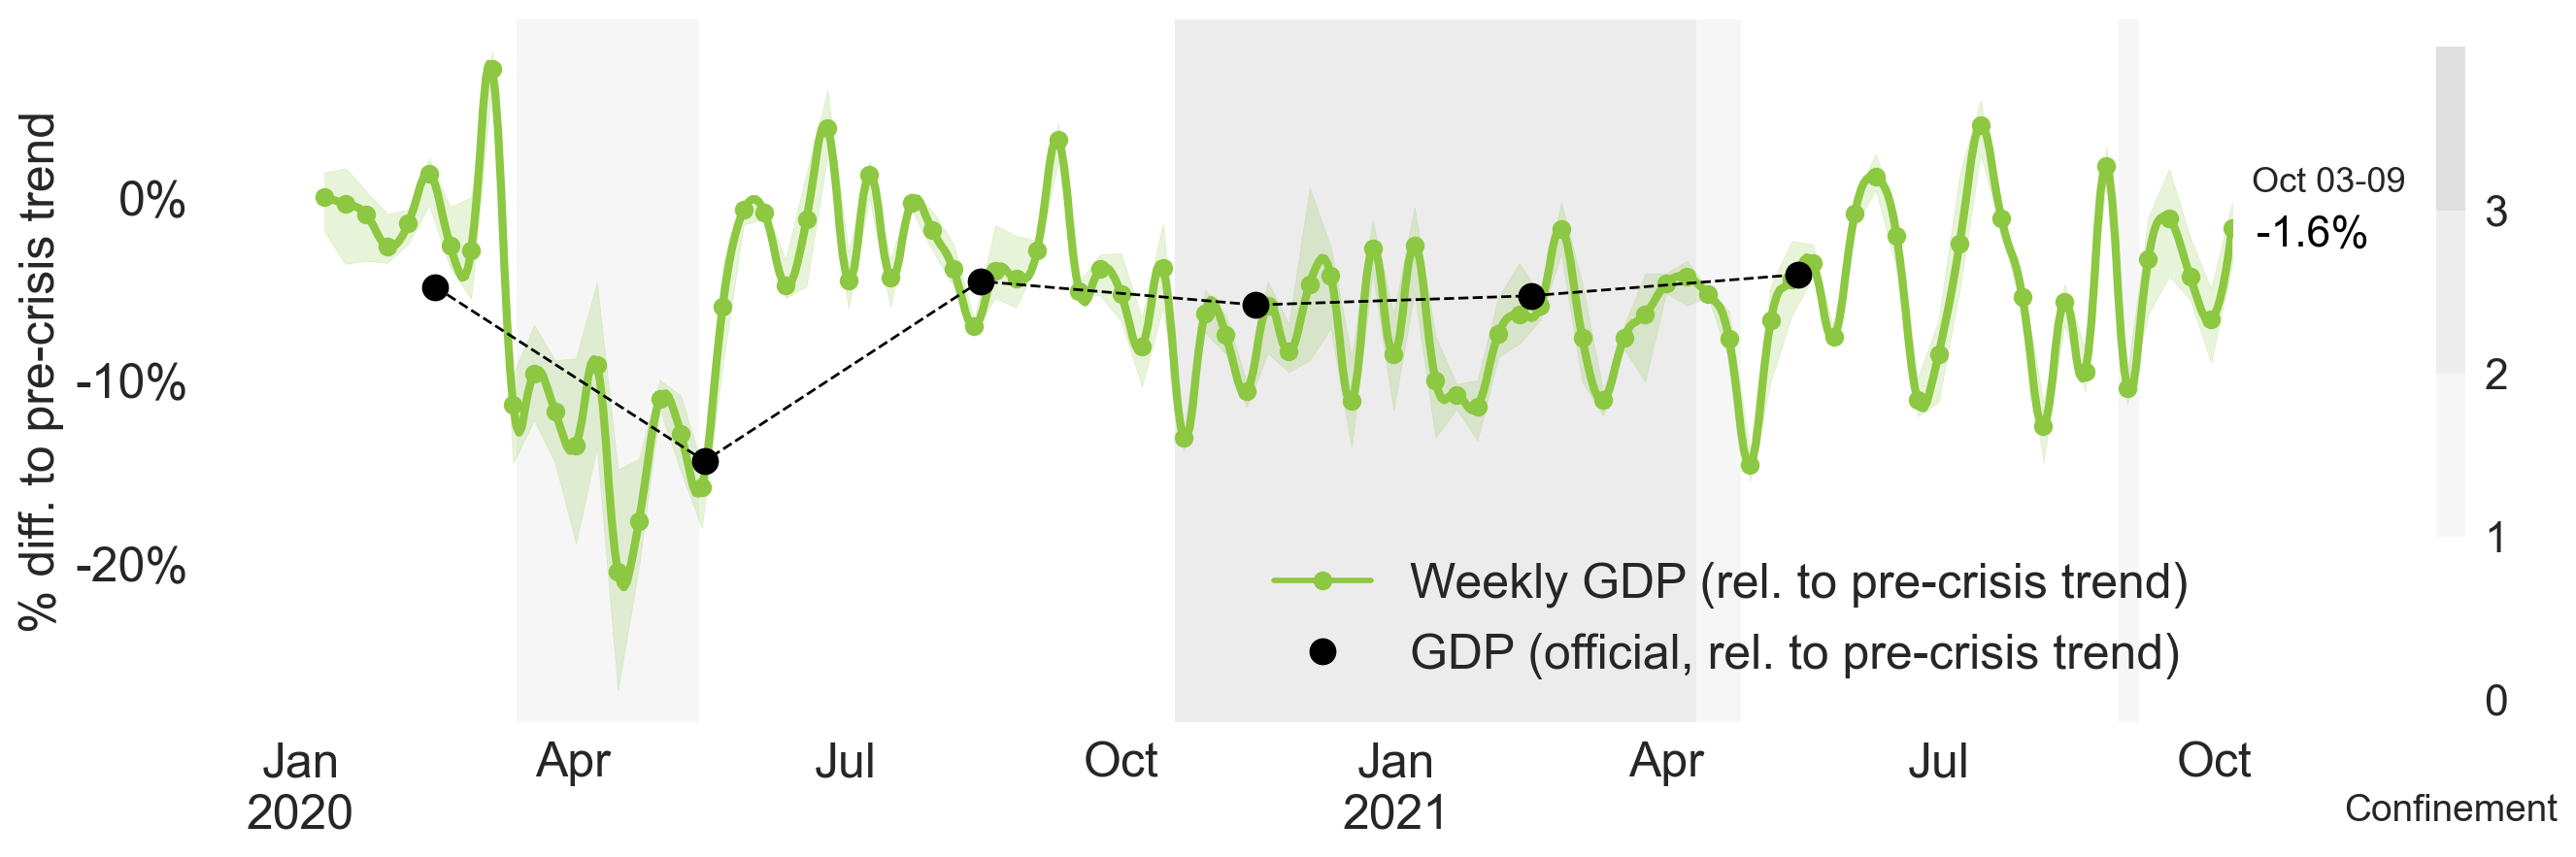 % diff. to pre-crisis trend
0%
-10%
-20%
Oct 03-09
-1.6%
3
2
1
0
Weekly GDP (rel. to pre-crisis trend)
GDP (official, rel. to pre-crisis trend)
Jan Apr Jul Oct Jan Apr Jul Oct
2020 2021
Confinement